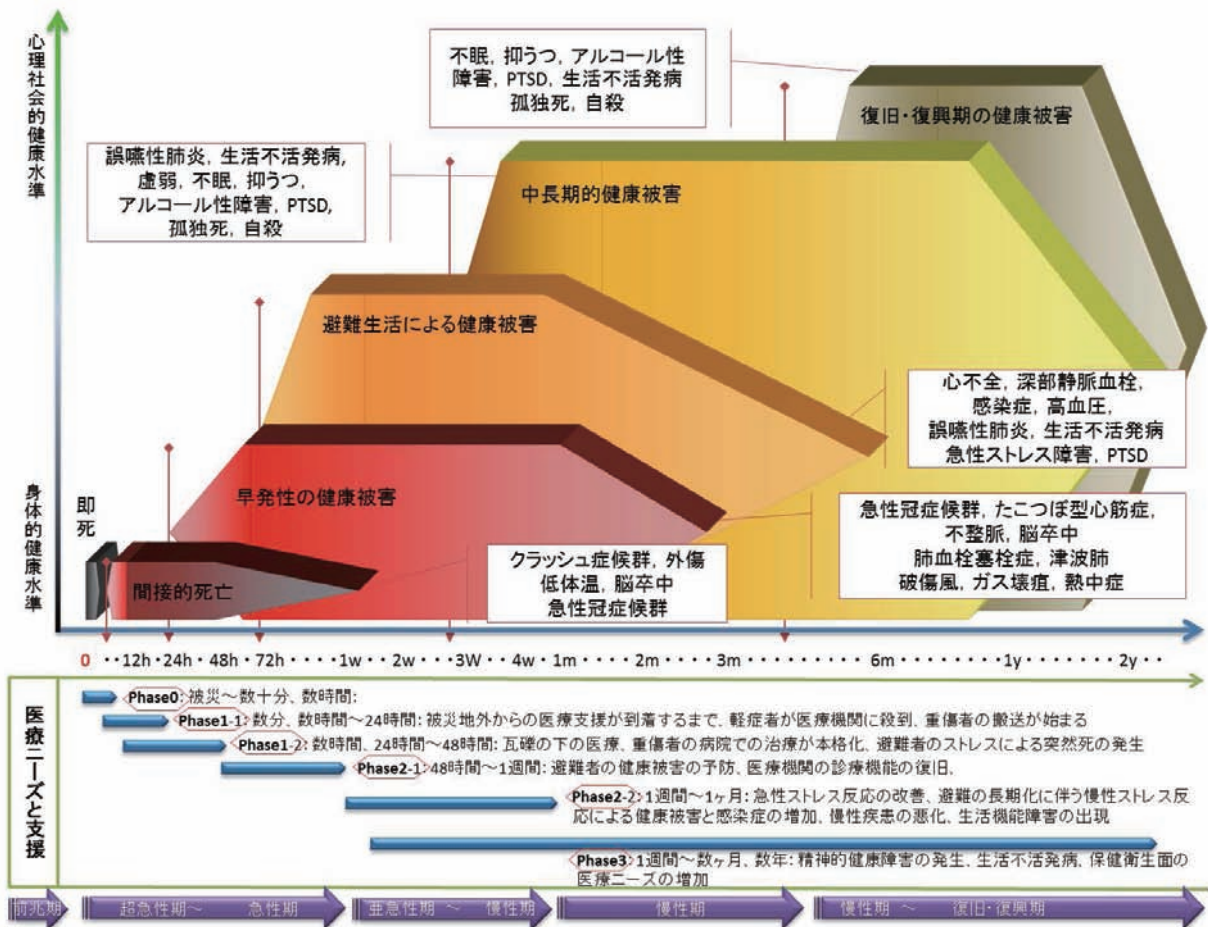 心理社会的健康水準
身体的健康水準
不眠, 抑うつ, アルコール性
障害, PTSD, 生活不活発病
孤独死, 自殺
復旧・復興期の健康被害
誤嚥性肺炎, 生活不活発病,
虚弱, 不眠, 抑うつ,
アルコール性障害, PTSD,
孤独死, 自殺
中長期的健康被害
避難生活による健康被害
心不全, 深部静脈血栓,
感染症, 高血圧,
誤嚥性肺炎, 生活不活発病
急性ストレス障害, PTSD
早発性の健康被害
即死
急性冠症候群, たこつぼ型心筋症,
不整脈, 脳卒中
肺血栓塞栓症, 津波肺
破傷風, ガス壊疽, 熱中症
クラッシュ症候群, 外傷
低体温, 脳卒中
急性冠症候群
間接的死亡
0 ・・12h・24h・48h・72h・・・・1w・・2w・・3W・・4w・1m・・・2m・・・3m・・・・・・・・・6m・・・・・・・1y・・・・・・2y・・
医療ニーズと支援
Phase0: 被災～数十分、数時間:
Phase1-1: 数分、数時間～24時間: 被災地外からの医療支援が到着するまで、軽症者が医療機関に殺到、重傷者の搬送が始まる
Phase1-2: 数時間、24時間～48時間: 瓦礫の下の医療、重傷者の病院での治療が本格化、避難者のストレスによる突然死の発生
Phase2-1: 48時間～1週間: 避難者の健康被害の予防、医療機関の診療機能の復旧、
Phase2-2: 1週間～1ヶ月: 急性ストレス反応の改善、避難の長期化に伴う慢性ストレス反
応による健康被害と感染症の増加、慢性疾患の悪化、生活機能障害の出現
Phase3: 1週間～数ヶ月、数年: 精神的健康障害の発生、生活不活発病、保健衛生面の
医療ニーズの増加
前兆期 超急性期～ 急性期 亜急性期 ～ 慢性期 慢性期 慢性期 ～ 復旧・復興期